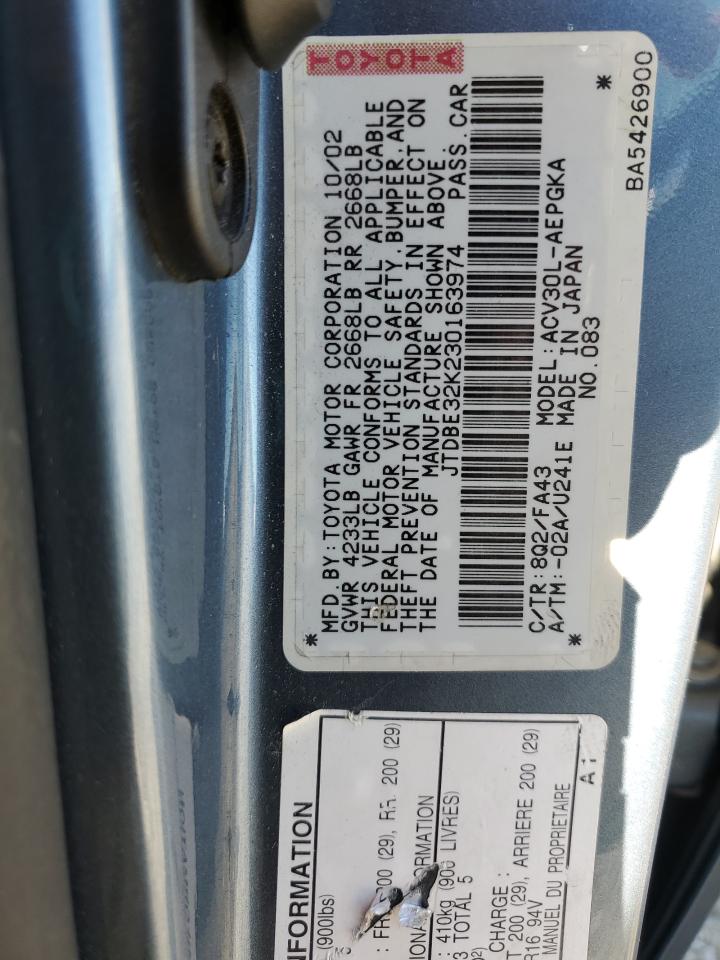 TOYOTA
MFD.BY:TOYOTA MOTOR CORPORATION 10/02
GVWR 4233LB GAWR FR 2668LB RR 2668LB
THIS VEHICLE CONFORMS TO ALL APPLICABLE
FEDERAL MOTOR VEHICLE SAFETY,BUMPER,AND
THEFT PREVENTION STANDARDS IN EFFECT ON
THE DATE OF MANUFACTURE SHOWN ABOVE.
JTDBE32K230163974 PASS.CAR
* *
C/TR:8Q2/FA43 MODEL:ACV30L-AEPGKA
A/TM:-02A/U241E MADE IN JAPAN
* NO.083
BA5426900
INFORMATION
(900lbs)
200 (29)
ORMATION
: 410kg (900 LIVRES)
TOTAL 5
CHARGE :
T 200 (29), ARRIERE 200 (29)
R16 94V
MANUEL DU PROPRIETAIRE
A1